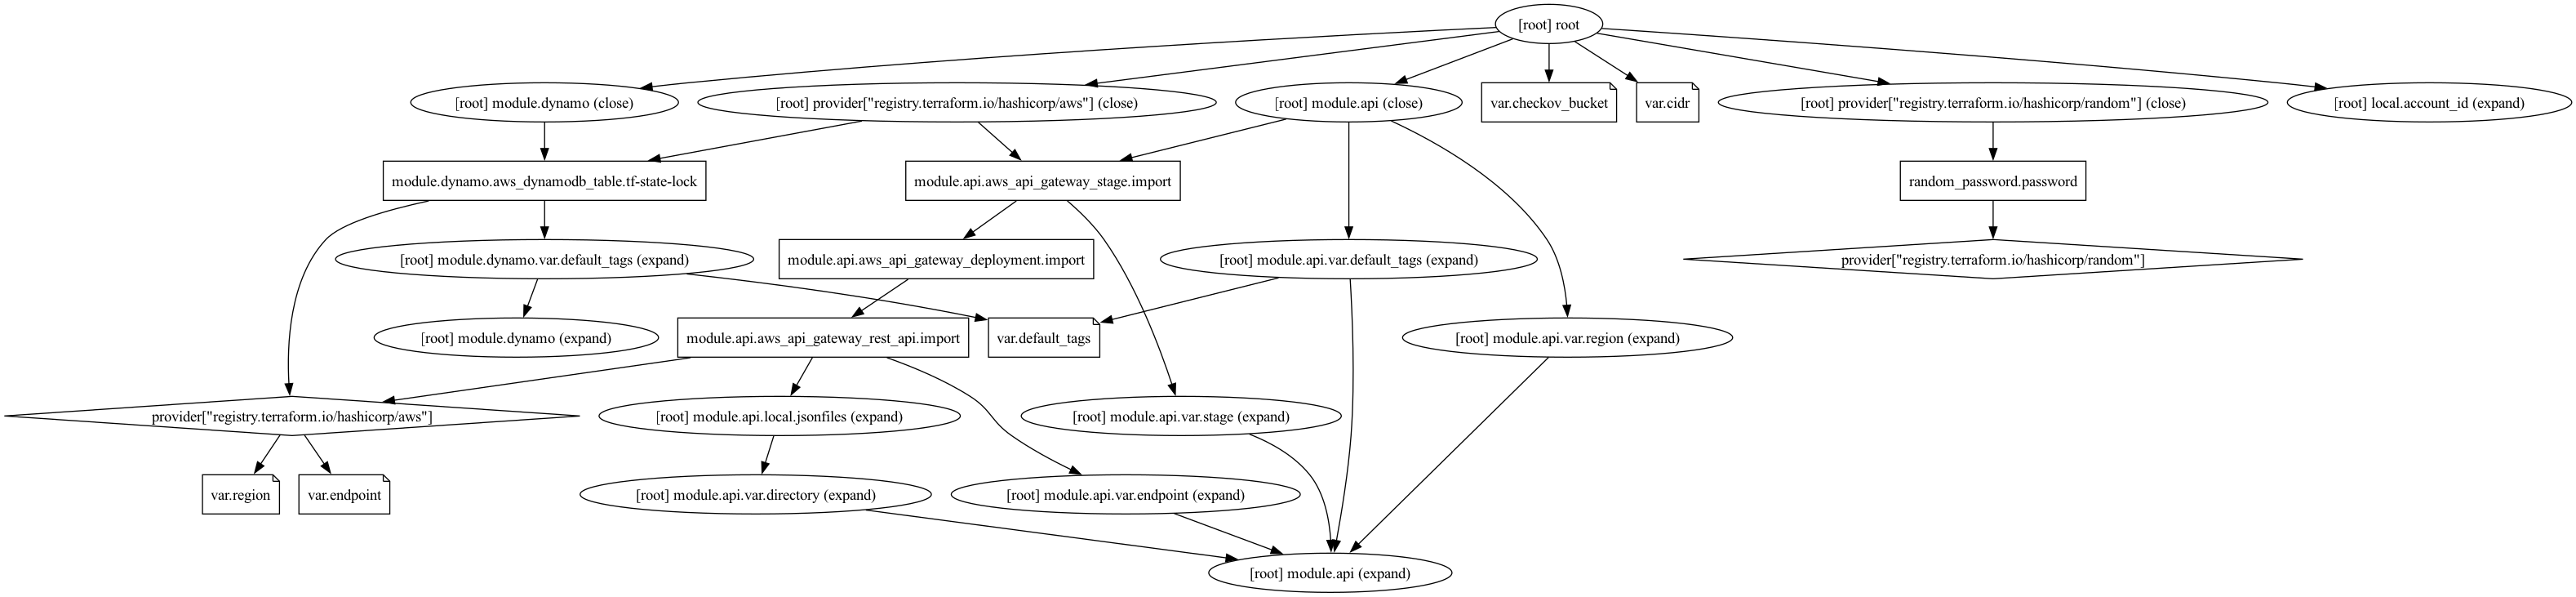 [root] root
[root] module.dynamo (close)
[root] provider["registry.terraform.io/hashicorp/aws"] (close)
[root] module.api (close)
var.checkov_bucket
var.cidr
[root] provider["registry.terraform.io/hashicorp/random"] (close)
[root] local.account_id (expand)
module.dynamo.aws_dynamodb_table.tf-state-lock
module.api.aws_api_gateway_stage.import
random_password.password
[root] module.dynamo.var.default_tags (expand)
module.api.aws_api_gateway_deployment.import
[root] module.api.var.default_tags (expand)
provider["registry.terraform.io/hashicorp/random"]
[root] module.dynamo (expand)
module.api.aws_api_gateway_rest_api.import
var.default_tags
[root] module.api.var.region (expand)
provider["registry.terraform.io/hashicorp/aws"]
[root] module.api.local.jsonfiles (expand)
[root] module.api.var.stage (expand)
var.region
var.endpoint
[root] module.api.var.directory (expand)
[root] module.api.var.endpoint (expand)
[root] module.api (expand)